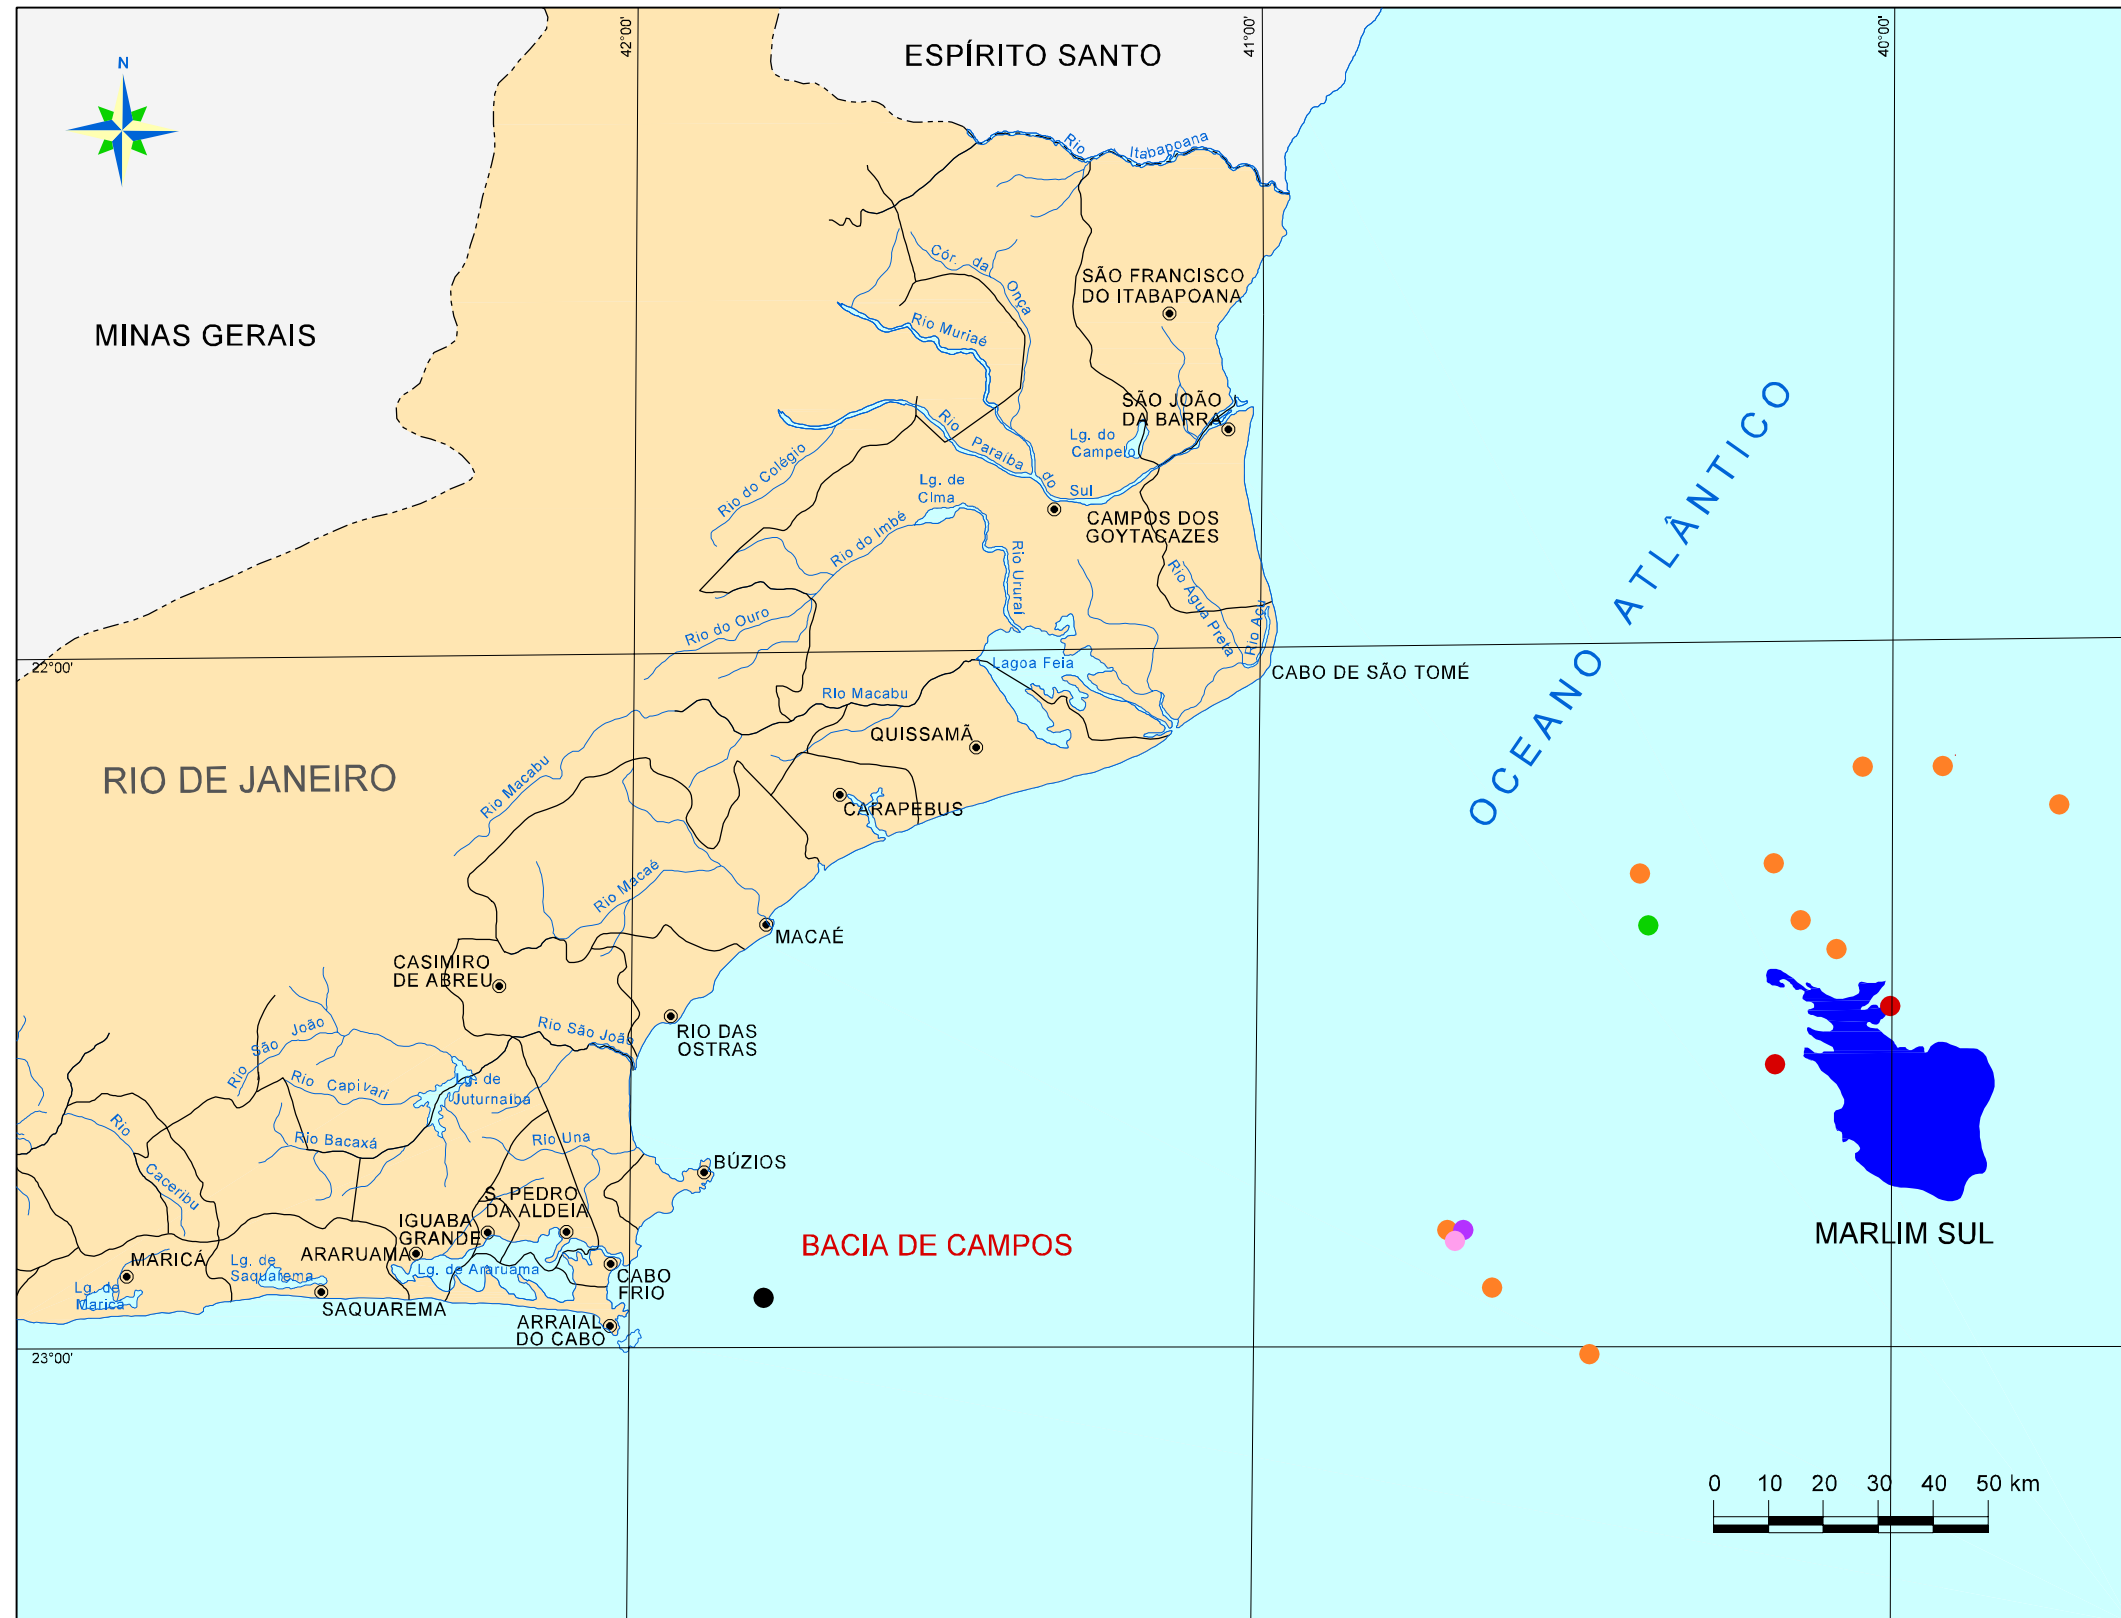 42°00'
41°00'
40°00'
ESPÍRITO SANTO
N
Rio
Itabapoana
Cór. da
Onça
SÃO FRANCISCO
DO ITABAPOANA
MINAS GERAIS
Rio Muriaé
SÃO JOÃO
DA BARRA
Rio
Paraíba
do
Sul
Lg. do
Campelo
Rio do Colégio
Lg. de
CIma
CAMPOS DOS
GOYTACAZES
Rio do Imbé
Rio Ururaí
Rio Água Preta
Rio Açú
Rio do Ouro
OCEANO ATLÂNTICO
22°00'
Lagoa Feia
CABO DE SÃO TOMÉ
RIo Macabu
QUISSAMÃ
RIO DE JANEIRO
Rio Macabu
CARAPEBUS
Rio Macaé
MACAÉ
CASIMIRO
DE ABREU
RIO DAS
OSTRAS
Rio São João
Rio
São
João
Rio Capivari
Lg. de
Juturnaíba
Rio
Caceribu
Rio Bacaxá
Rio Una
BÚZIOS
S. PEDRO
DA ALDEIA
IGUABA
GRANDE
ARARUAMA
MARICÁ
Lg. de
Saquarema
Lg. de Araruama
Lg. de
Maricá
SAQUAREMA
CABO
FRIO
ARRAIAL
DO CABO
BACIA DE CAMPOS
MARLIM SUL
23°00'
0 10 20 30 40 50 km